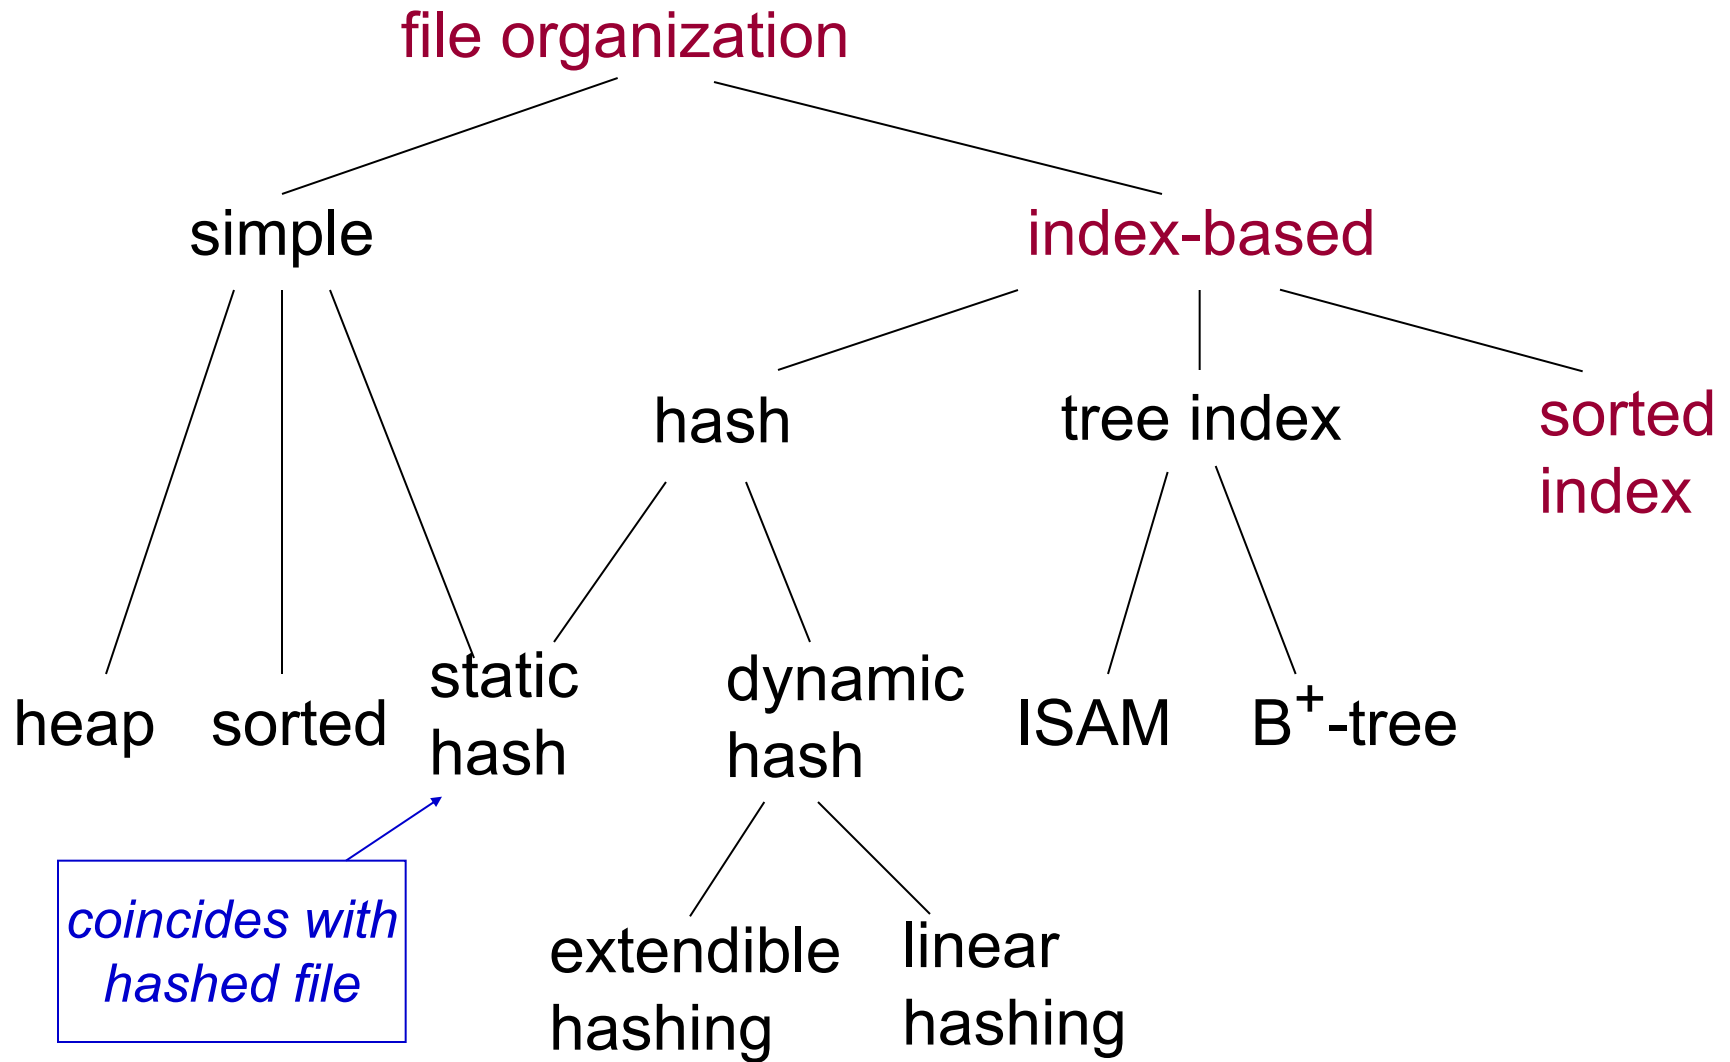 file organization
simple
index-based
hash
tree index
sorted
index
heap
sorted
static
hash
dynamic
hash
ISAM
B⁺-tree
coincides with
hashed file
extendible
hashing
linear
hashing